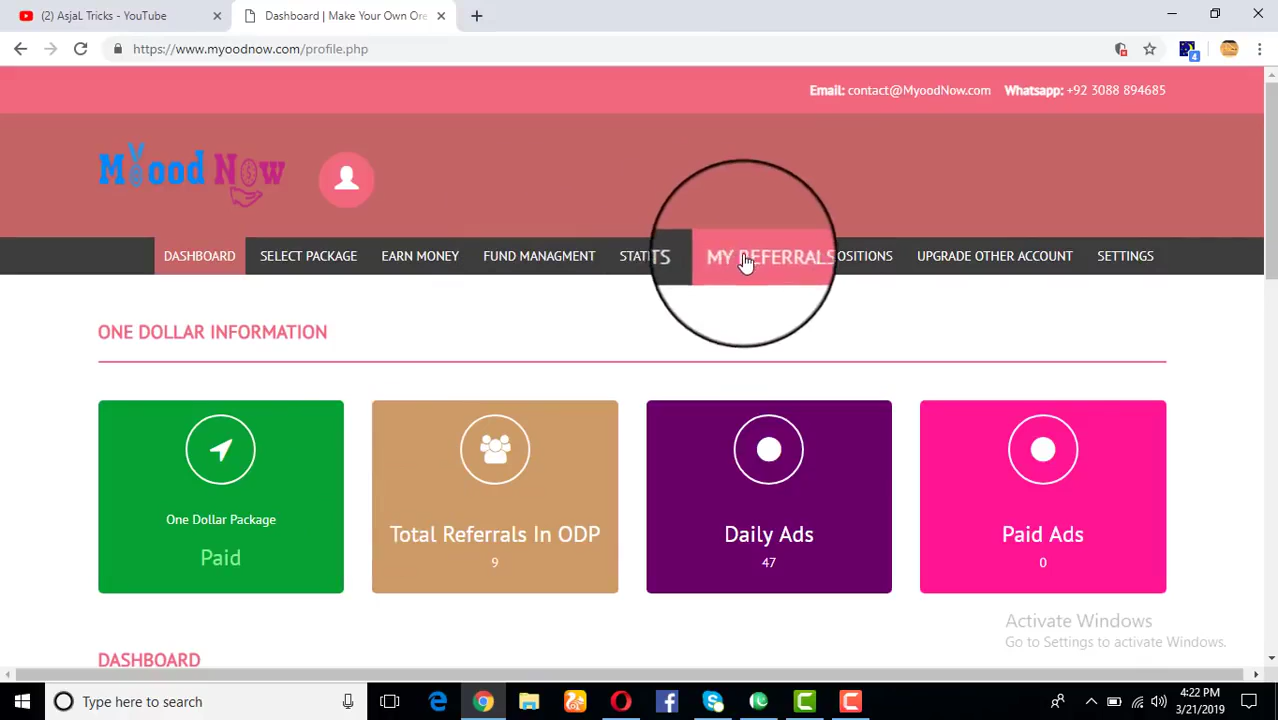 (2) AsjaL Tricks - YouTube
Dashboard | Make Your Own Ore
https://www.myoodnow.com/profile.php
4
Email: contact@MyoodNow.com Whatsapp: +92 3088 894685
Myood Now
DASHBOARD SELECT PACKAGE EARN MONEY FUND MANAGMENT STATITS MY REFERRALS OSITIONS UPGRADE OTHER ACCOUNT SETTINGS
ONE DOLLAR INFORMATION
One Dollar Package
Paid
Total Referrals In ODP
9
Daily Ads
47
Paid Ads
0
Activate Windows
Go to Settings to activate Windows.
DASHBOARD
Type here to search
4:22 PM
3/21/2019